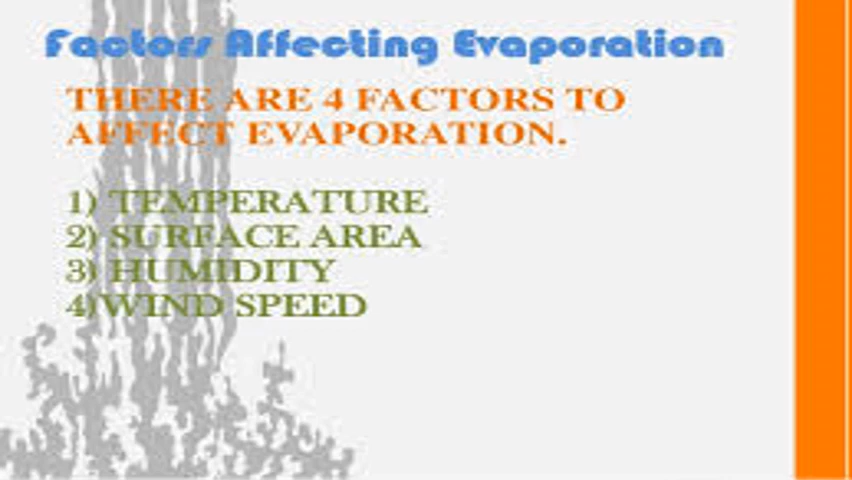 Factors Affecting Evaporation
THERE ARE 4 FACTORS TO
AFFECT EVAPORATION.
1) TEMPERATURE
2) SURFACE AREA
3) HUMIDITY
4)WIND SPEED